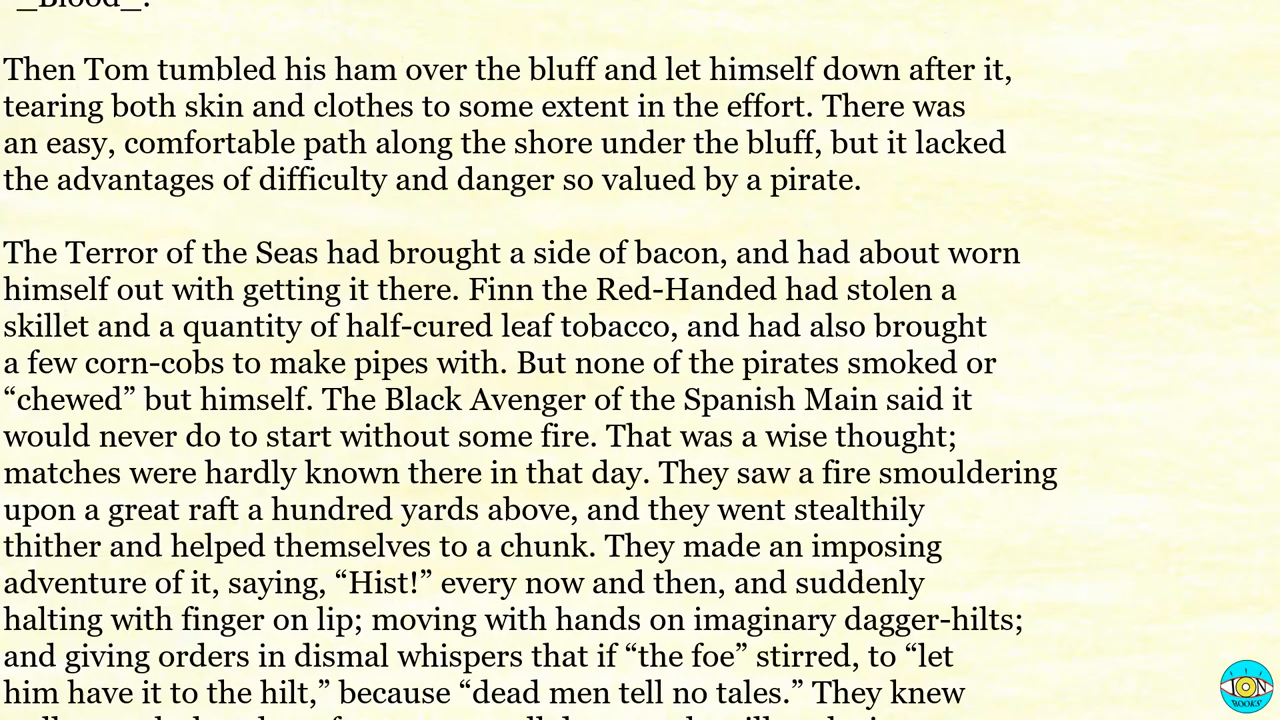 "_Blood_."
Then Tom tumbled his ham over the bluff and let himself down after it,
tearing both skin and clothes to some extent in the effort. There was
an easy, comfortable path along the shore under the bluff, but it lacked
the advantages of difficulty and danger so valued by a pirate.
The Terror of the Seas had brought a side of bacon, and had about worn
himself out with getting it there. Finn the Red-Handed had stolen a
skillet and a quantity of half-cured leaf tobacco, and had also brought
a few corn-cobs to make pipes with. But none of the pirates smoked or
“chewed” but himself. The Black Avenger of the Spanish Main said it
would never do to start without some fire. That was a wise thought;
matches were hardly known there in that day. They saw a fire smouldering
upon a great raft a hundred yards above, and they went stealthily
thither and helped themselves to a chunk. They made an imposing
adventure of it, saying, “Hist!” every now and then, and suddenly
halting with finger on lip; moving with hands on imaginary dagger-hilts;
and giving orders in dismal whispers that if “the foe” stirred, to “let
him have it to the hilt,” because “dead men tell no tales.” They knew
ION
BOOKS